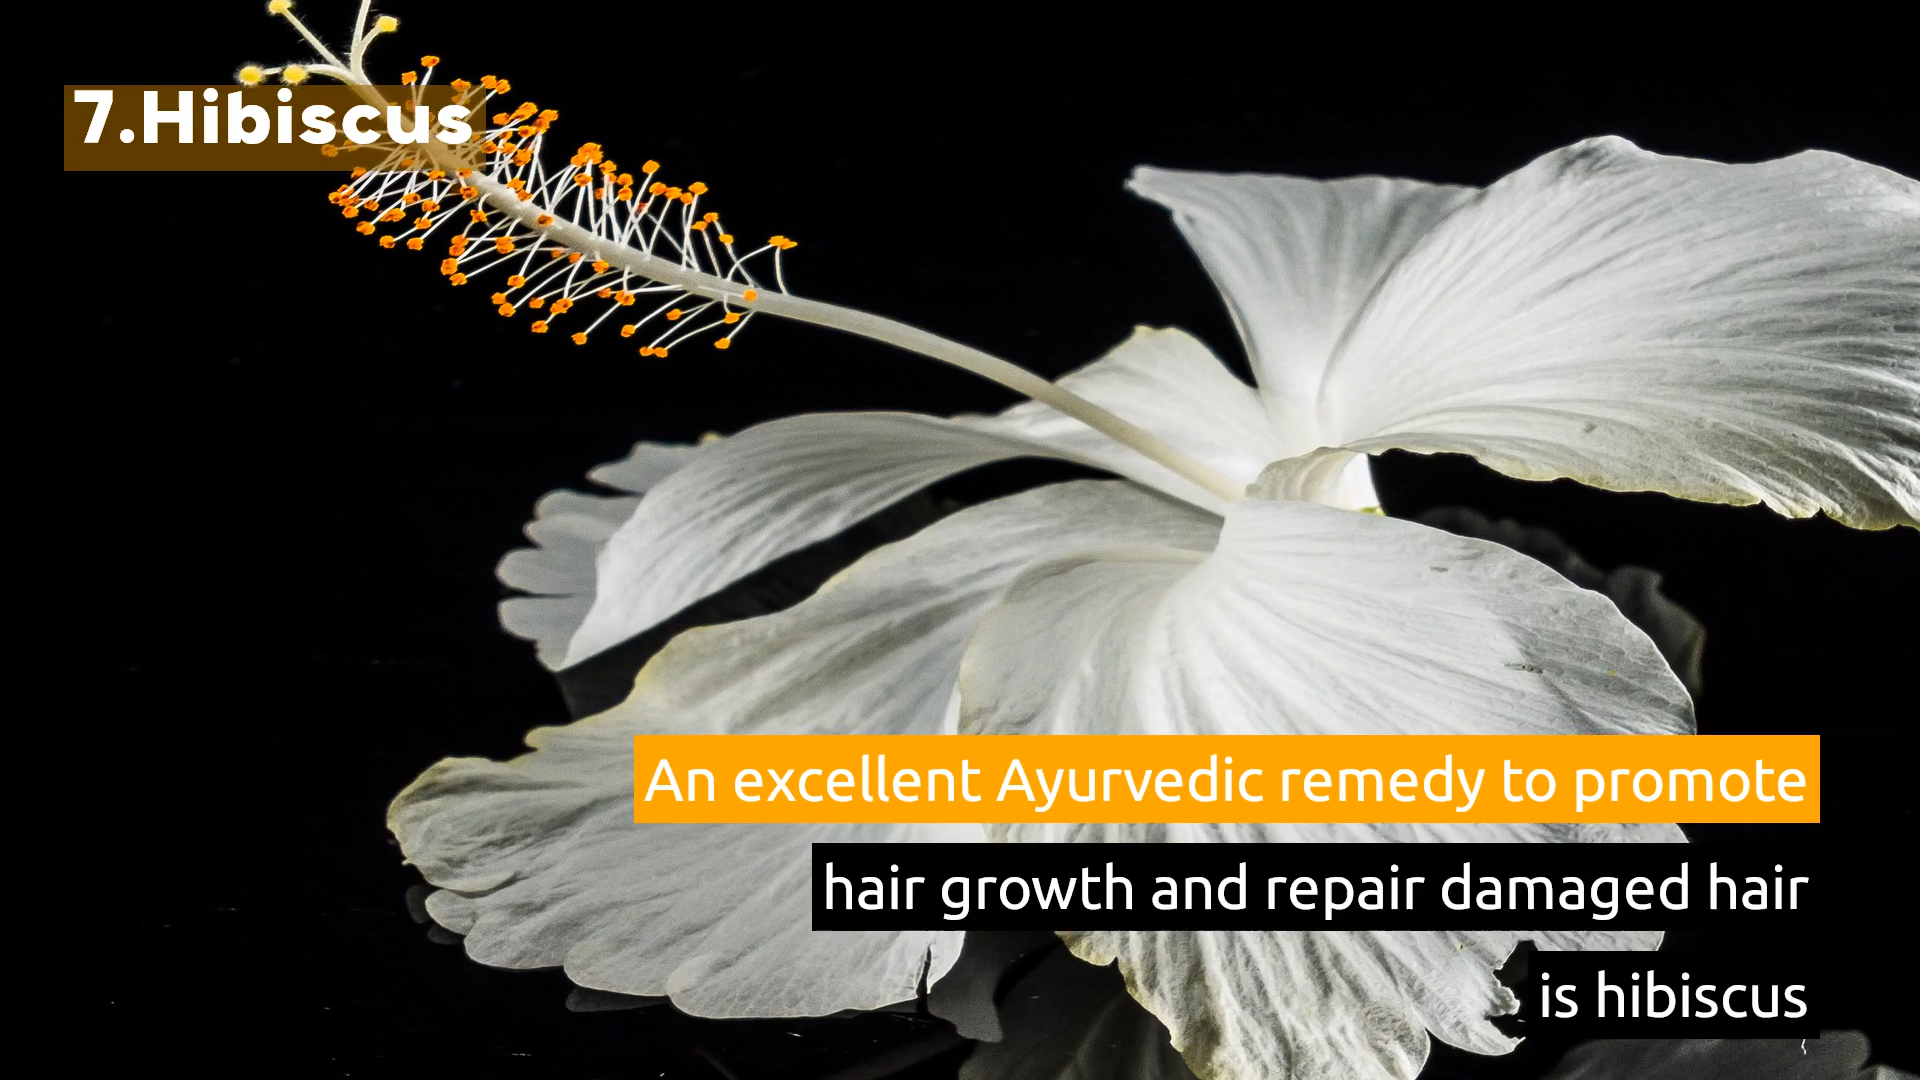 7.Hibiscus
An excellent Ayurvedic remedy to promote
hair growth and repair damaged hair
is hibiscus